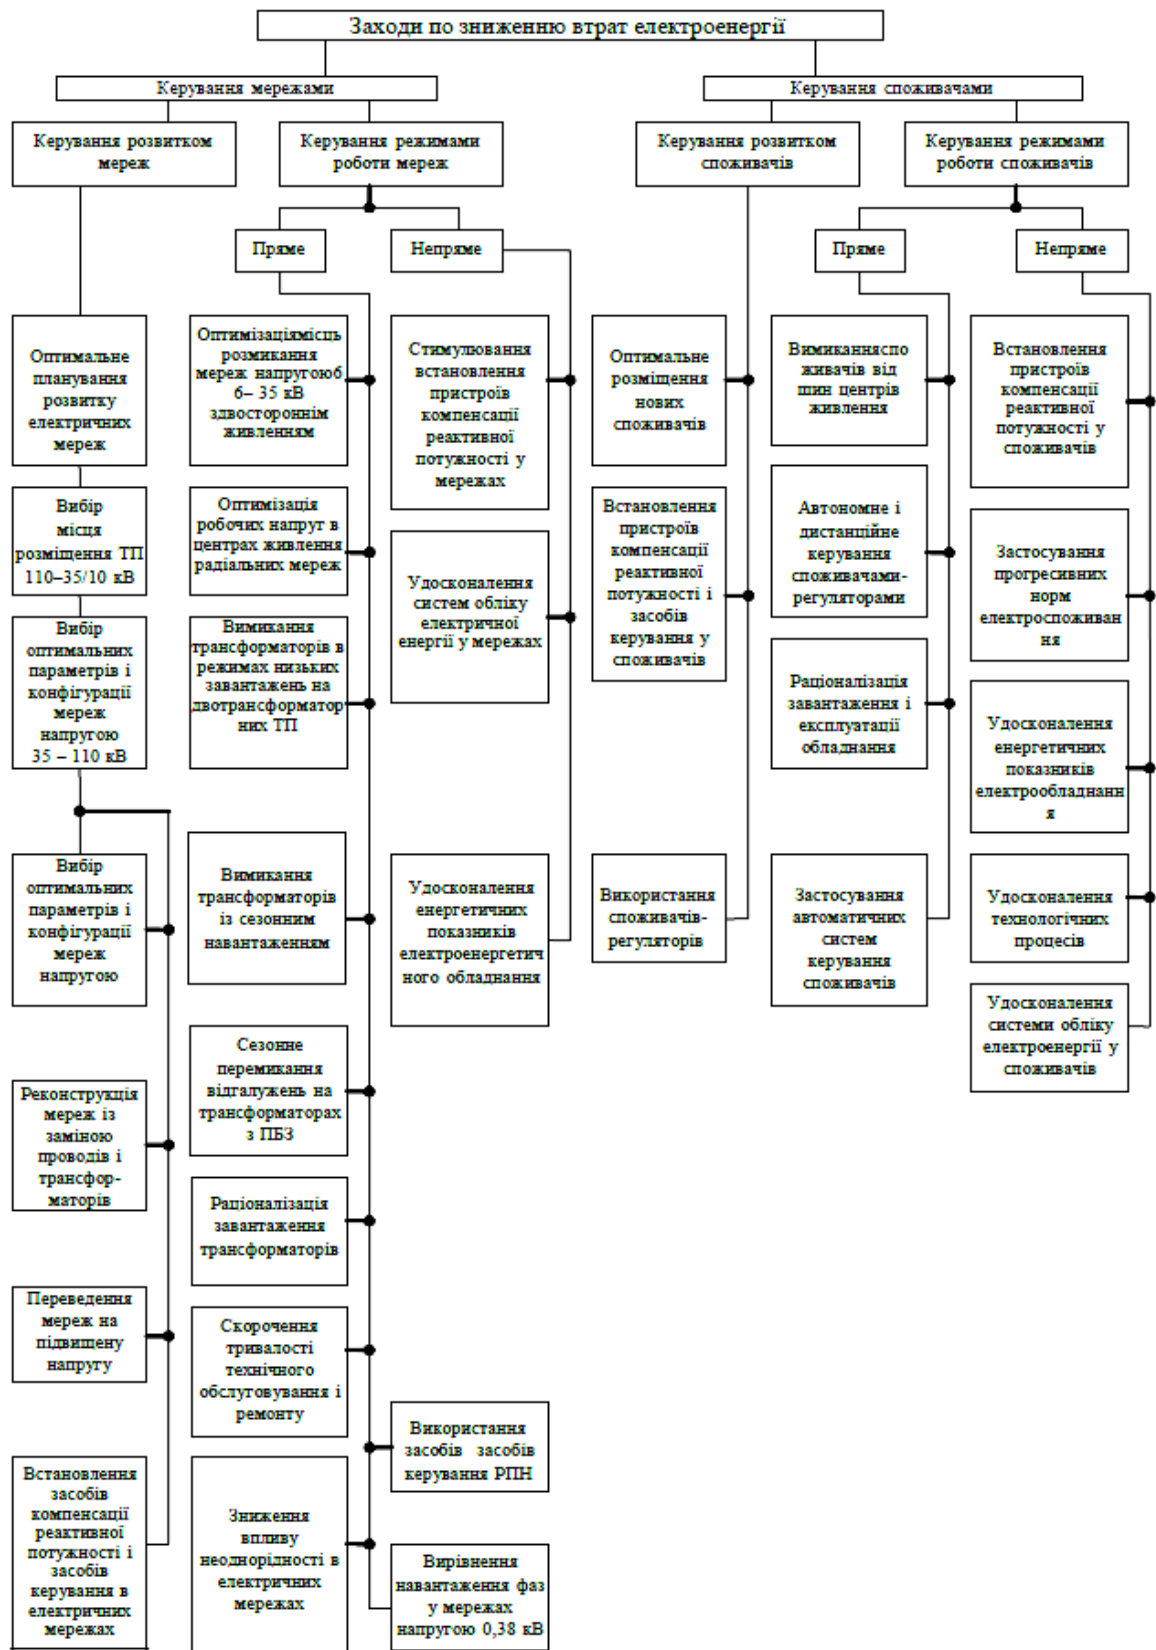 Заходи по зниженню втрат електроенергії
Керування мережами
Керування споживачами
Керування розвитком
мереж
Керування режимами
роботи мереж
Керування розвитком
споживачів
Керування режимами
роботи споживачів
Пряме
Непряме
Пряме
Непряме
Оптимальне
планування
розвитку
електричних
мереж
Вибір
місця
розміщення ТП
110–35/10 кВ
Вибір
оптимальних
параметрів і
конфігурації
мереж
напругою
35 – 110 кВ
Вибір
оптимальних
параметрів і
конфігурації
мереж
напругою
Реконструкція
мереж із
заміною
проводів і
трансфор-
маторів
Переведення
мереж на
підвищену
напругу
Встановлення
засобів
компенсації
реактивної
потужності і
засобів
керування в
електричних
мережах
Оптимізаціямісць
розмикання
мереж напругою6
6– 35 кВ
здвостороннім
живленням
Оптимізація
робочих напруг в
центрах живлення
радіальних мереж
Вимикання
трансформаторів в
режимах низьких
завантажень на
двотрансформатор
них ТП
Вимикання
трансформаторів
із сезонним
навантаженням
Сезонне
перемикання
відгалужень на
трансформаторах
з ПБЗ
Раціоналізація
завантаження
трансформаторів
Скорочення
тривалості
технічного
обслуговування і
ремонту
Зниження
впливу
неоднорідності в
електричних
мережах
Стимулювання
встановлення
пристроїв
компенсації
реактивної
потужності у
мережах
Удосконалення
систем обліку
електричної
енергії у мережах
Удосконалення
енергетичних
показників
електроенергетич
ного обладнання
Використання
засобів засобів
керування РПН
Вирівнення
навантаження фаз
у мережах
напругою 0,38 кВ
Оптимальне
розміщення
нових
споживачів
Встановлення
пристроїв
компенсації
реактивної
потужності і
засобів
керування у
споживачів
Використання
споживачів-
регуляторів
Вимиканняспо
живачів від
шин центрів
живлення
Автономне і
дистанційне
керування
споживачами-
регуляторами
Раціоналізація
завантаження і
експлуатації
обладнання
Застосування
автоматичних
систем
керування
споживачів
Встановлення
пристроїв
компенсації
реактивної
потужності у
споживачів
Застосування
прогресивних
норм
електроспоживан
ня
Удосконалення
енергетичних
показників
електрообладнанн
я
Удосконалення
технологічних
процесів
Удосконалення
системи обліку
електроенергії у
споживачів